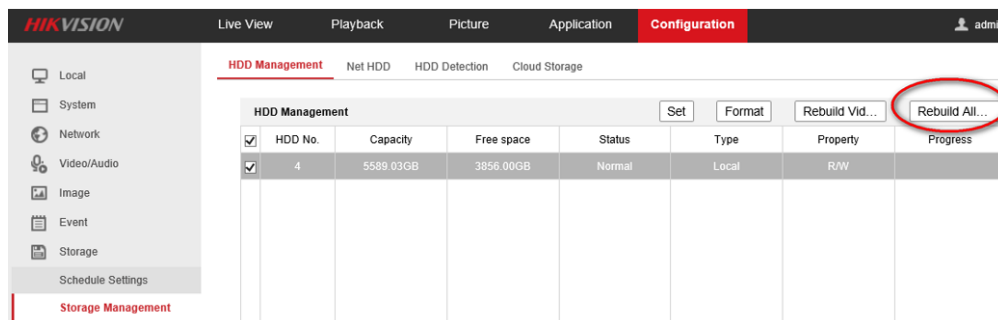 HIKVISION Live View Playback Picture Application Configuration admi
HDD Management Net HDD HDD Detection Cloud Storage
Local
System
Network
Video/Audio
Image
Event
Storage
Schedule Settings
Storage Management
HDD Management Set Format Rebuild Vid... Rebuild All...
HDD No. Capacity Free space Status Type Property Progress
4 5589.03GB 3856.00GB Normal Local R/W